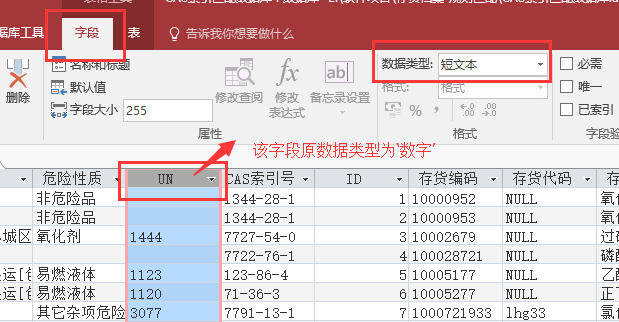 据库工具 字段 表 告诉我你想要做什么
删除
名称和标题
默认值
字段大小 255
修改查阅 修改表达式 备忘录设置
属性
数据类型: 短文本
格式: 格式
% ,
格式
必需
唯一
已索引
该字段原数据类型为'数字'
危险性质 UN CAS索引号 ID 存货编码 存货代码 存
非危险品 1344-28-1 1 10000952 NULL 氧化
非危险品 1344-28-1 2 10000953 NULL 氧化
城区 氧化剂 1444 7727-54-0 3 10002679 NULL 过
7722-76-1 4 100028721 NULL 磷
运[ 易燃液体 1123 123-86-4 5 10005177 NULL 乙
运[ 易燃液体 1120 71-36-3 6 10005277 NULL 正
其它杂项危险 3077 7791-13-1 7 1000721933 lhg33 氯